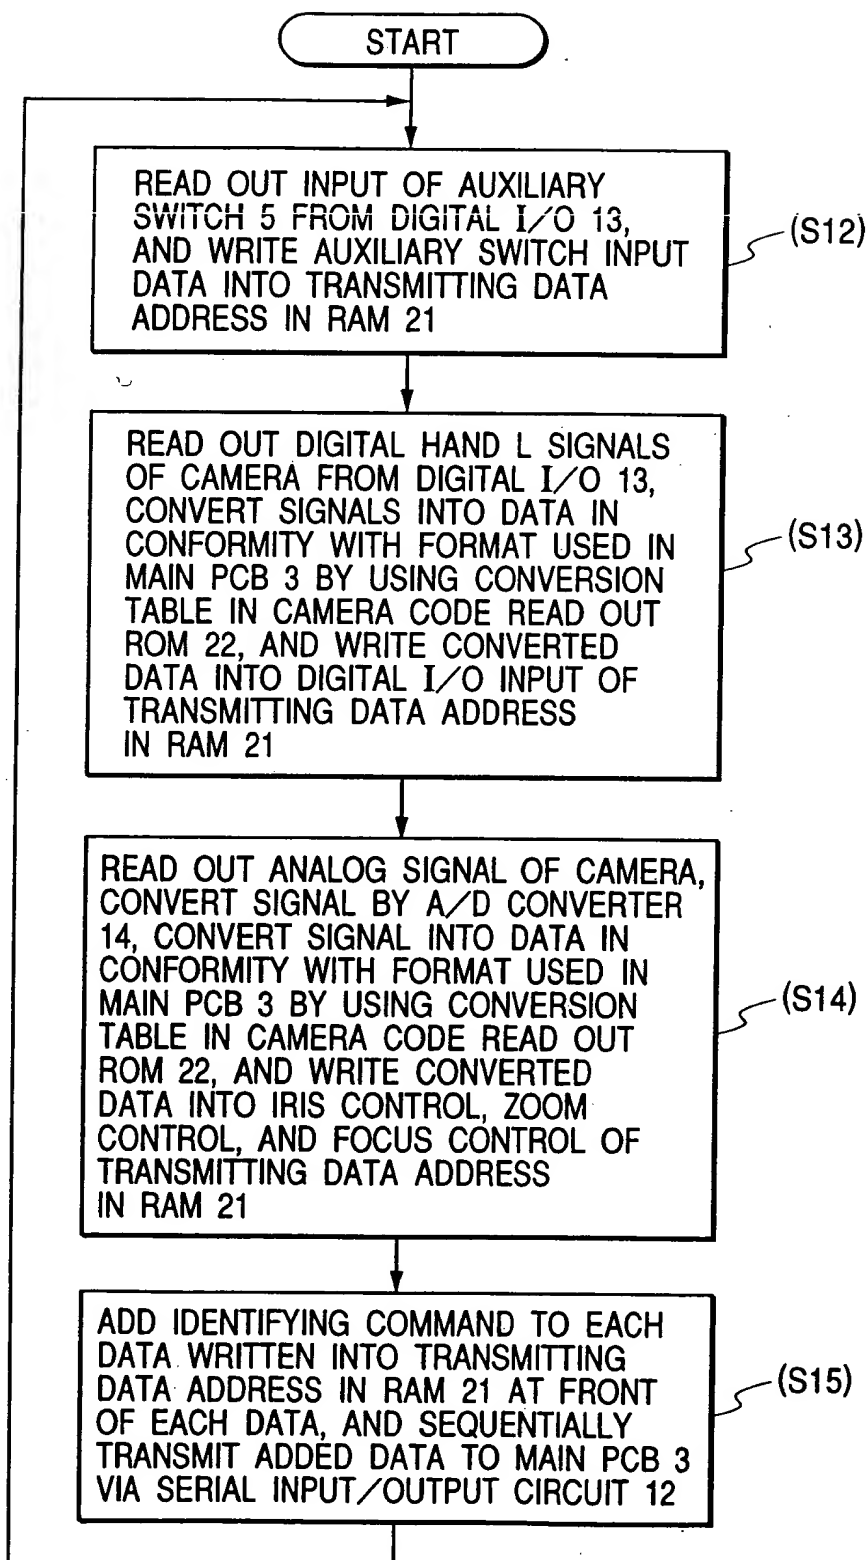 START
READ OUT INPUT OF AUXILIARY
SWITCH 5 FROM DIGITAL I/O 13,
AND WRITE AUXILIARY SWITCH INPUT
DATA INTO TRANSMITTING DATA
ADDRESS IN RAM 21
(S12)
READ OUT DIGITAL HAND L SIGNALS
OF CAMERA FROM DIGITAL I/O 13,
CONVERT SIGNALS INTO DATA IN
CONFORMITY WITH FORMAT USED IN
MAIN PCB 3 BY USING CONVERSION
TABLE IN CAMERA CODE READ OUT
ROM 22, AND WRITE CONVERTED
DATA INTO DIGITAL I/O INPUT OF
TRANSMITTING DATA ADDRESS
IN RAM 21
(S13)
READ OUT ANALOG SIGNAL OF CAMERA,
CONVERT SIGNAL BY A/D CONVERTER
14, CONVERT SIGNAL INTO DATA IN
CONFORMITY WITH FORMAT USED IN
MAIN PCB 3 BY USING CONVERSION
TABLE IN CAMERA CODE READ OUT
ROM 22, AND WRITE CONVERTED
DATA INTO IRIS CONTROL, ZOOM
CONTROL, AND FOCUS CONTROL OF
TRANSMITTING DATA ADDRESS
IN RAM 21
(S14)
ADD IDENTIFYING COMMAND TO EACH
DATA WRITTEN INTO TRANSMITTING
DATA ADDRESS IN RAM 21 AT FRONT
OF EACH DATA, AND SEQUENTIALLY
TRANSMIT ADDED DATA TO MAIN PCB 3
VIA SERIAL INPUT/OUTPUT CIRCUIT 12
(S15)